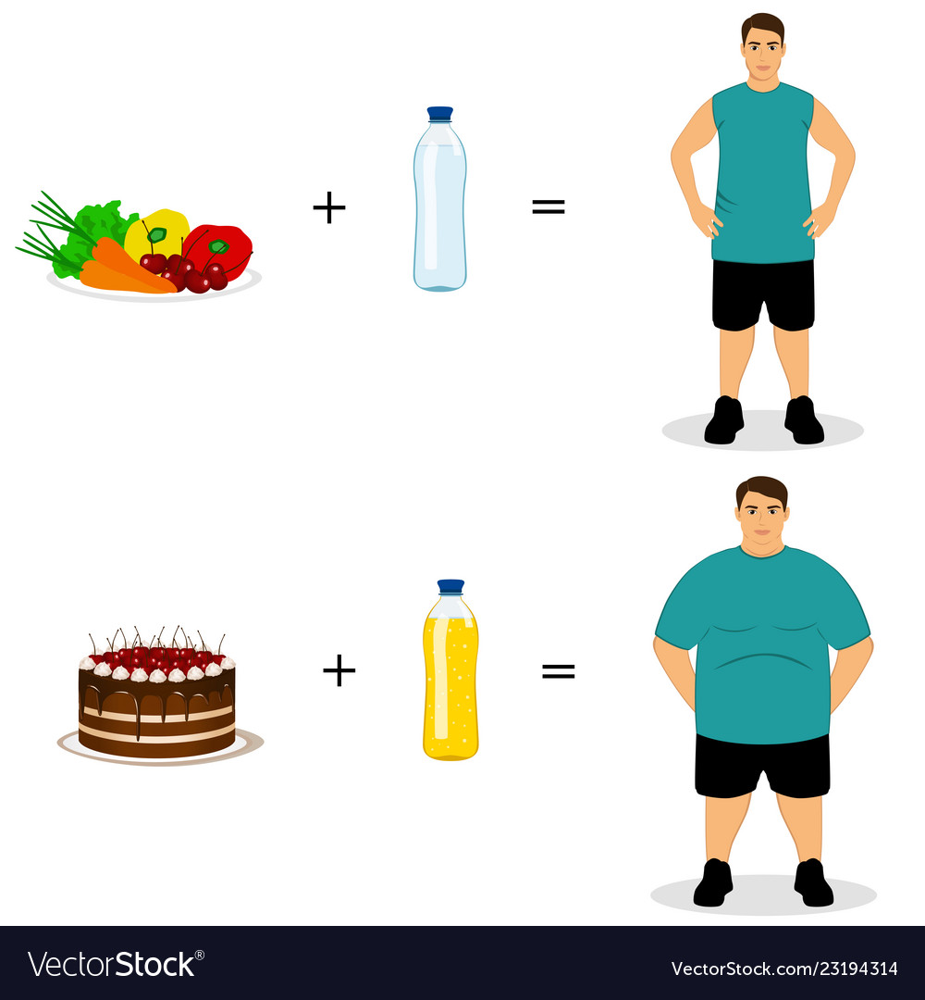 + =
+ =
VectorStock®
VectorStock.com/23194314